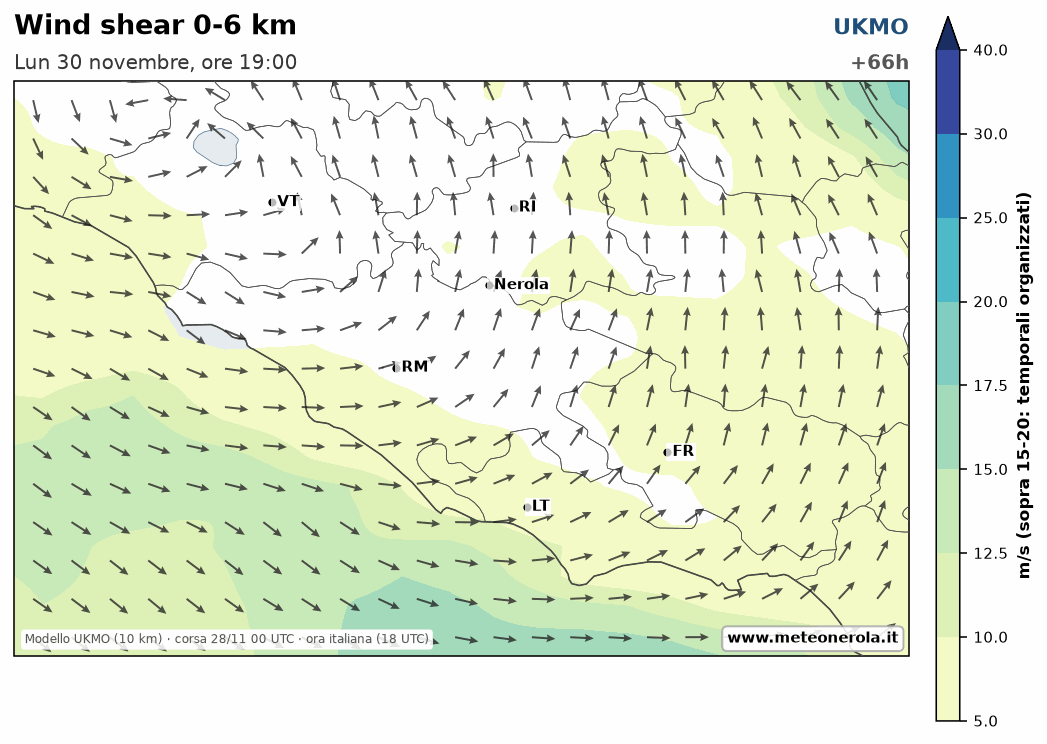 Wind shear 0-6 km
UKMO
Lun 30 novembre, ore 19:00
+66h
VT
RI
Nerola
RM
FR
LT
Modello UKMO (10 km) · corsa 28/11 00 UTC · ora italiana (18 UTC)
www.meteonerola.it
40.0
30.0
25.0
20.0
17.5
15.0
12.5
10.0
5.0
m/s (sopra 15-20: temporali organizzati)